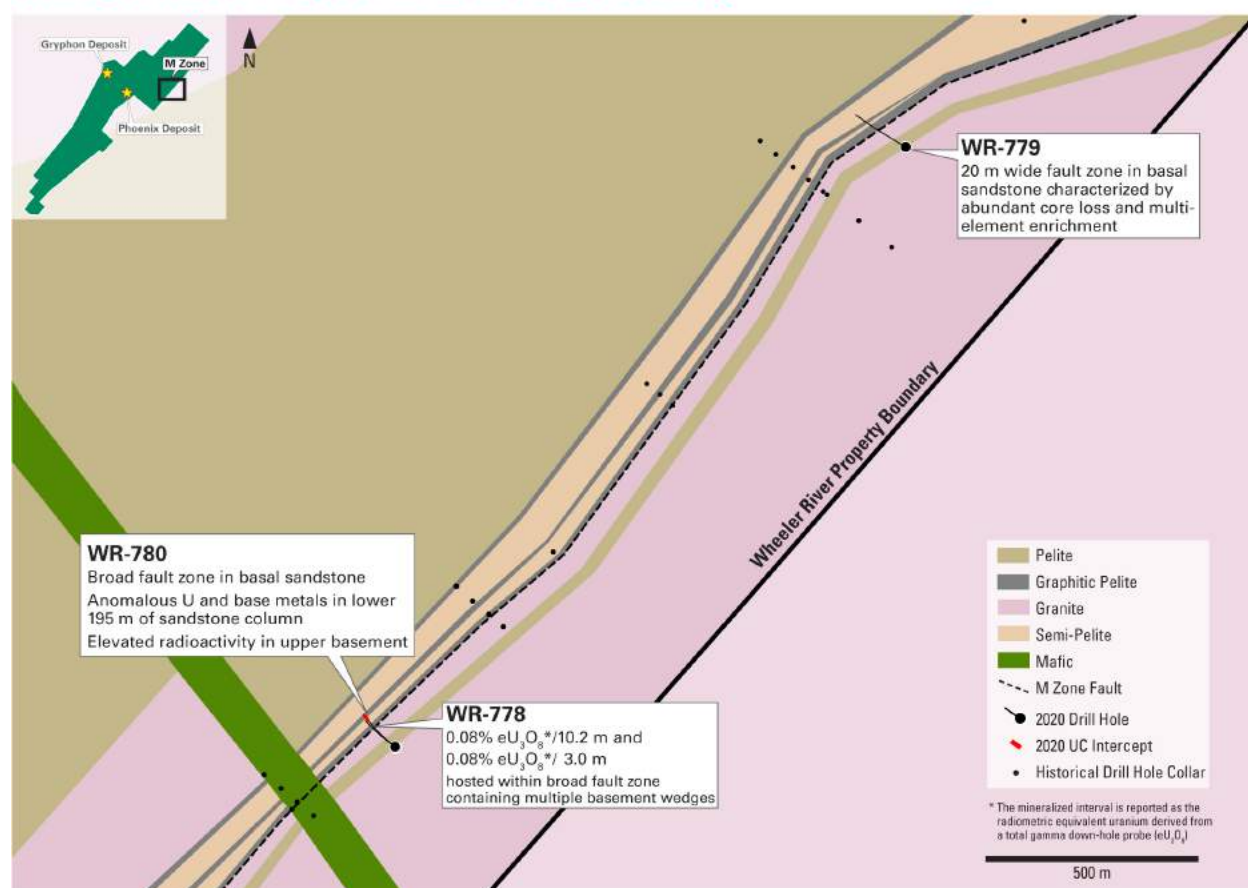 Gryphon Deposit
M Zone
Phoenix Deposit
N
WR-779
20 m wide fault zone in basal
sandstone characterized by
abundant core loss and multi-
element enrichment
Wheeler River Property Boundary
WR-780
Broad fault zone in basal sandstone
Anomalous U and base metals in lower
195 m of sandstone column
Elevated radioactivity in upper basement
WR-778
0.08% eU₃O₈*/10.2 m and
0.08% eU₃O₈*/ 3.0 m
hosted within broad fault zone
containing multiple basement wedges
Pelite
Graphitic Pelite
Granite
Semi-Pelite
Mafic
M Zone Fault
2020 Drill Hole
2020 UC Intercept
Historical Drill Hole Collar
* The mineralized interval is reported as the
radiometric equivalent uranium derived from
a total gamma down-hole probe (eU₃O₈)
500 m